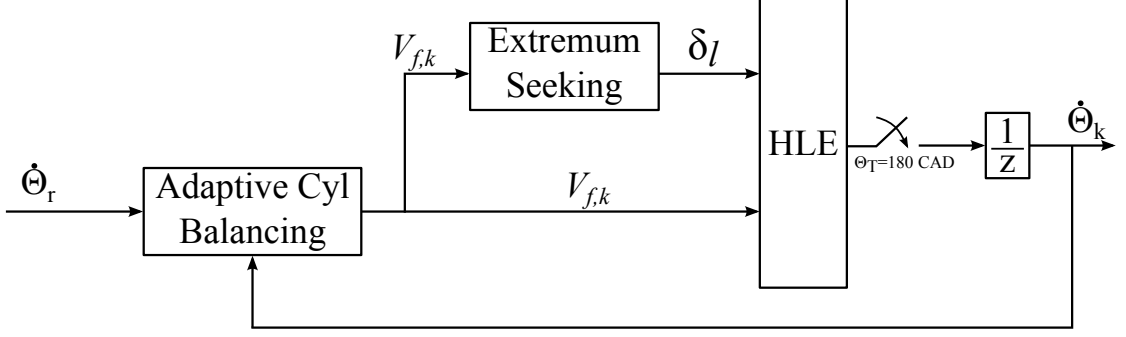 V_{f,k}
Extremum
Seeking
δ_l
HLE
Θ_T=180 CAD
1
z
Θ̇_k
Θ̇_r
Adaptive Cyl
Balancing
V_{f,k}